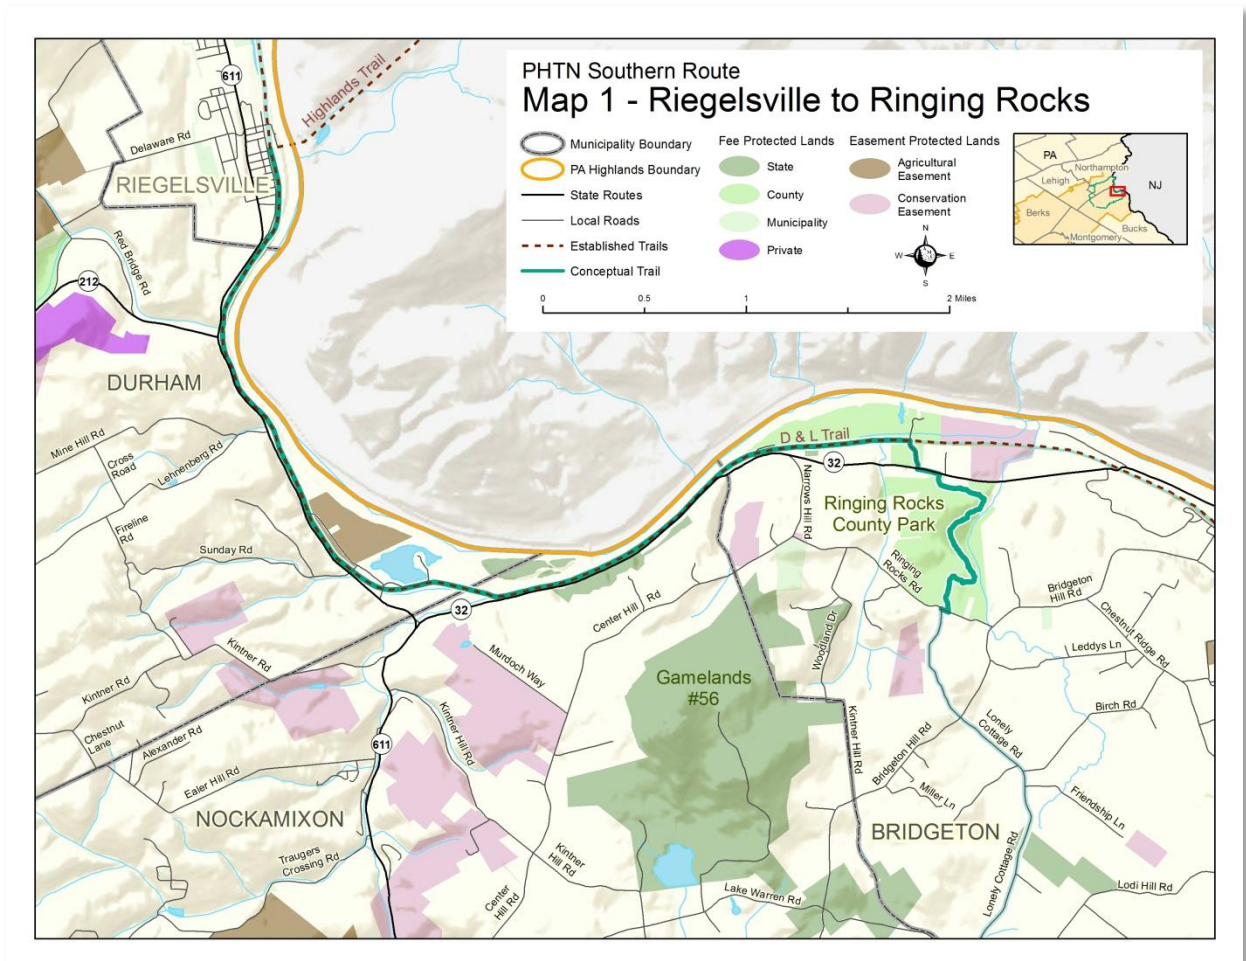 PHTN Southern Route
Map 1 - Riegelsville to Ringing Rocks
Municipality Boundary
PA Highlands Boundary
State Routes
Local Roads
Established Trails
Conceptual Trail
Fee Protected Lands
State
County
Municipality
Private
Easement Protected Lands
Agricultural
Easement
Conservation
Easement
N
W
E
S
0
0.5
1
2 Miles
PA
NJ
Northampton
Lehigh
Berks
Bucks
Montgomery
611
Highlands Trail
Delaware Rd
RIEGELSVILLE
Red Bridge Rd
212
DURHAM
Mine Hill Rd
Cross
Road
Lehnenberg Rd
Fireline
Rd
Sunday Rd
D & L Trail
32
Narrows Hill Rd
Ringing Rocks
County Park
Ringing
Rocks Rd
Bridgeton
Hill Rd
Chestnut Ridge Rd
Leddys Ln
Birch Rd
32
Center Hill Rd
Woodland Dr
Murdoch Way
Kintner Rd
Kintner Rd
Chestnut
Lane
Alexander Rd
Kintner Hill Rd
Gamelands
#56
Kintner Hill Rd
Lonely
Cottage Rd
Bridgeton Hill Rd
Miller Ln
611
Ealer Hill Rd
NOCKAMIXON
Traugers
Crossing Rd
Kintner
Hill Rd
Center
Hill Rd
Lake Warren Rd
BRIDGETON
Friendship Ln
Lonely Cottage Rd
Lodi Hill Rd